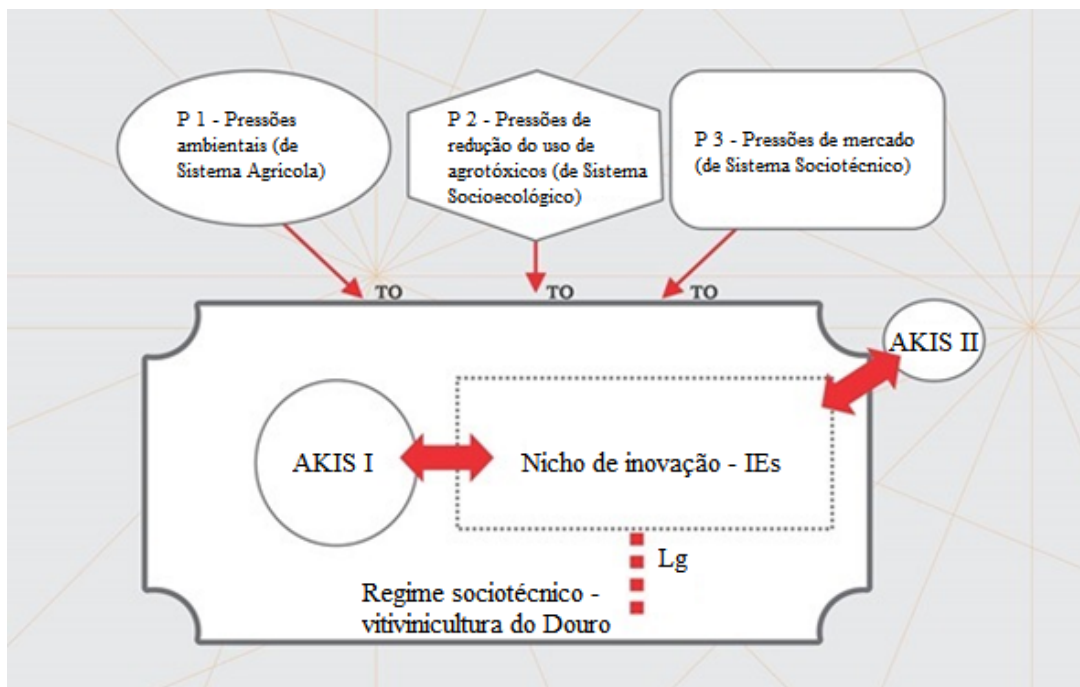 P 1 - Pressões
ambientais (de
Sistema Agrícola)
P 2 - Pressões de
redução do uso de
agrotóxicos (de Sistema
Socioecológico)
P 3 - Pressões de mercado
(de Sistema Sociotécnico)
TO
TO
TO
AKIS II
AKIS I
Nicho de inovação - IEs
Lg
Regime sociotécnico -
vitivinicultura do Douro